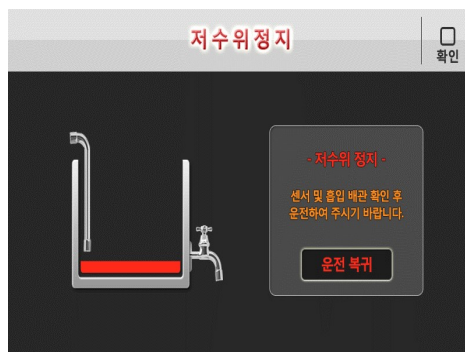 저수위정지
확인
- 저수위 정지 -
센서 및 흡입 배관 확인 후
운전하여 주시기 바랍니다.
운전 복귀